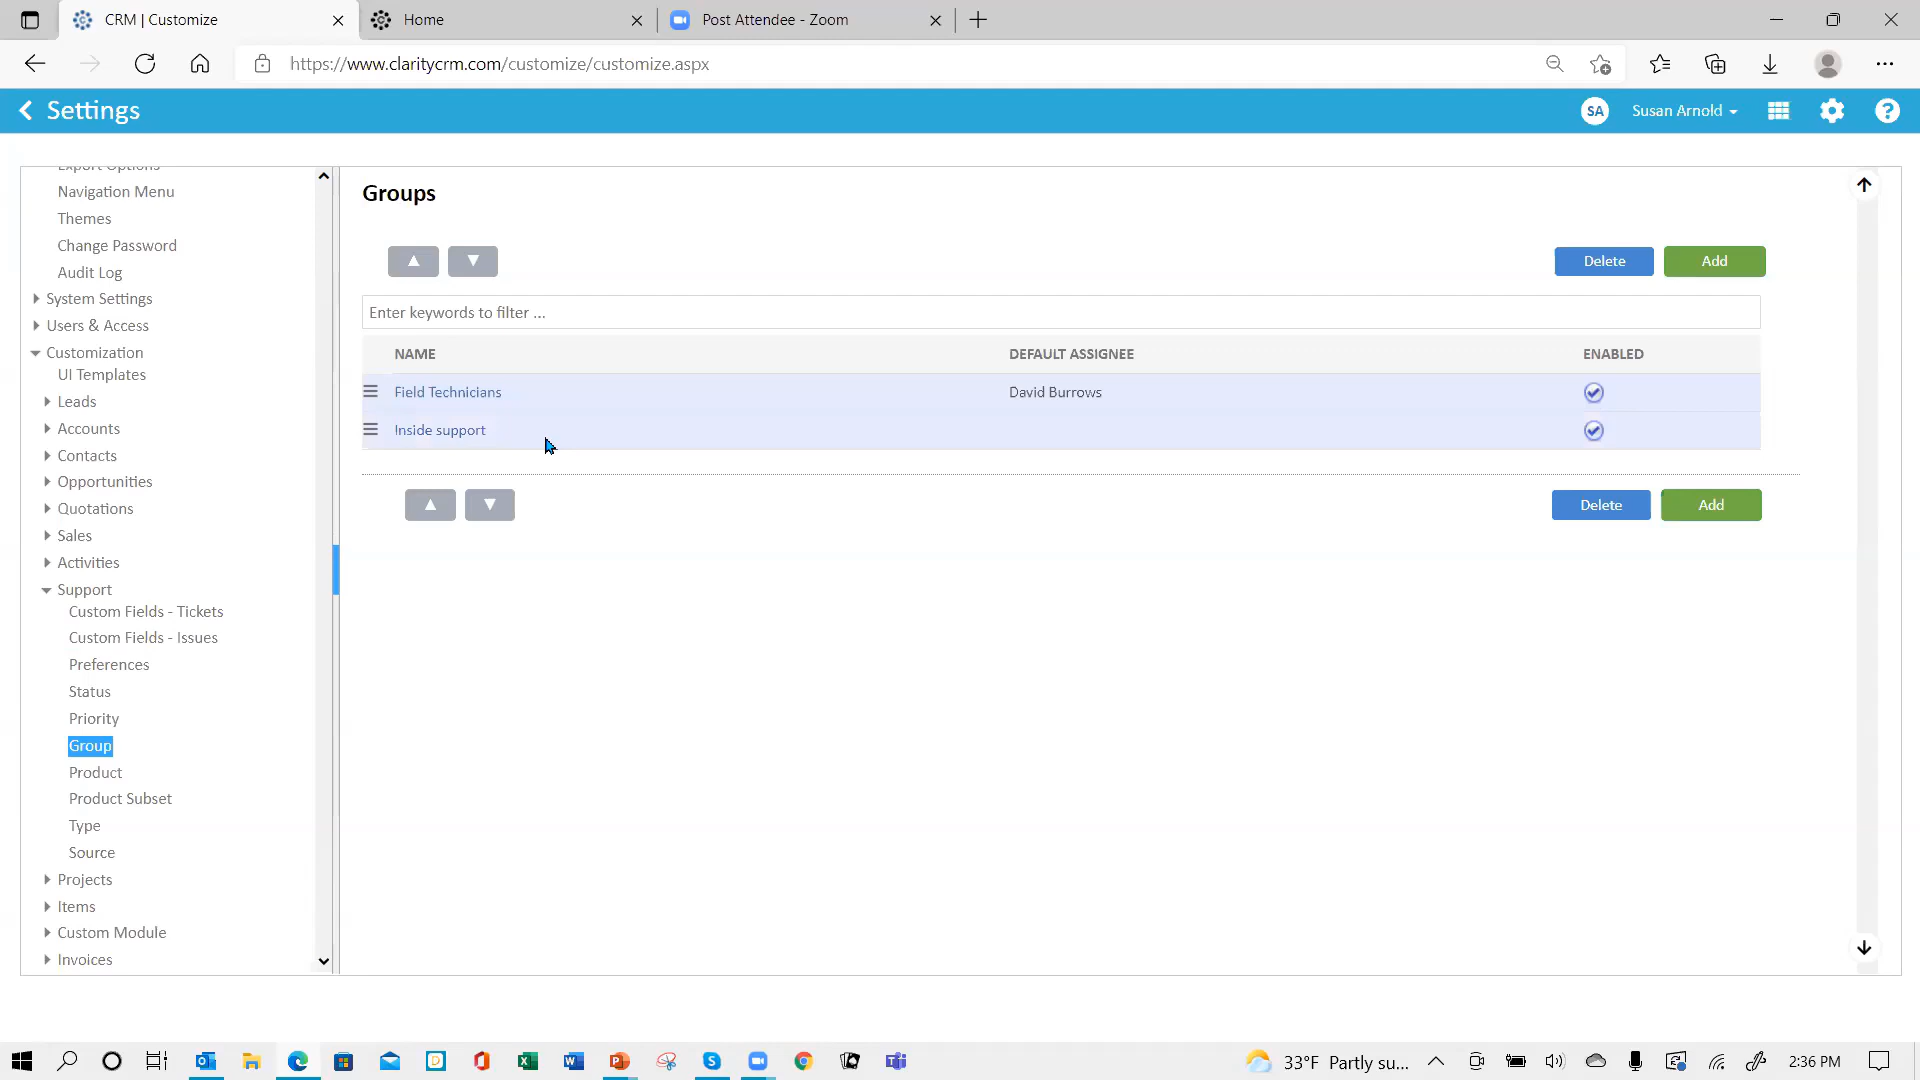 CRM | Customize
Home
Post Attendee - Zoom
https://www.claritycrm.com/customize/customize.aspx
Settings
SA
Susan Arnold
Export Options
Navigation Menu
Themes
Change Password
Audit Log
System Settings
Users & Access
Customization
UI Templates
Leads
Accounts
Contacts
Opportunities
Quotations
Sales
Activities
Support
Custom Fields - Tickets
Custom Fields - Issues
Preferences
Status
Priority
Group
Product
Product Subset
Type
Source
Projects
Items
Custom Module
Invoices
Groups
Delete
Add
Enter keywords to filter ...
NAME DEFAULT ASSIGNEE ENABLED
Field Technicians David Burrows
Inside support
Delete
Add
33°F Partly su...
2:36 PM